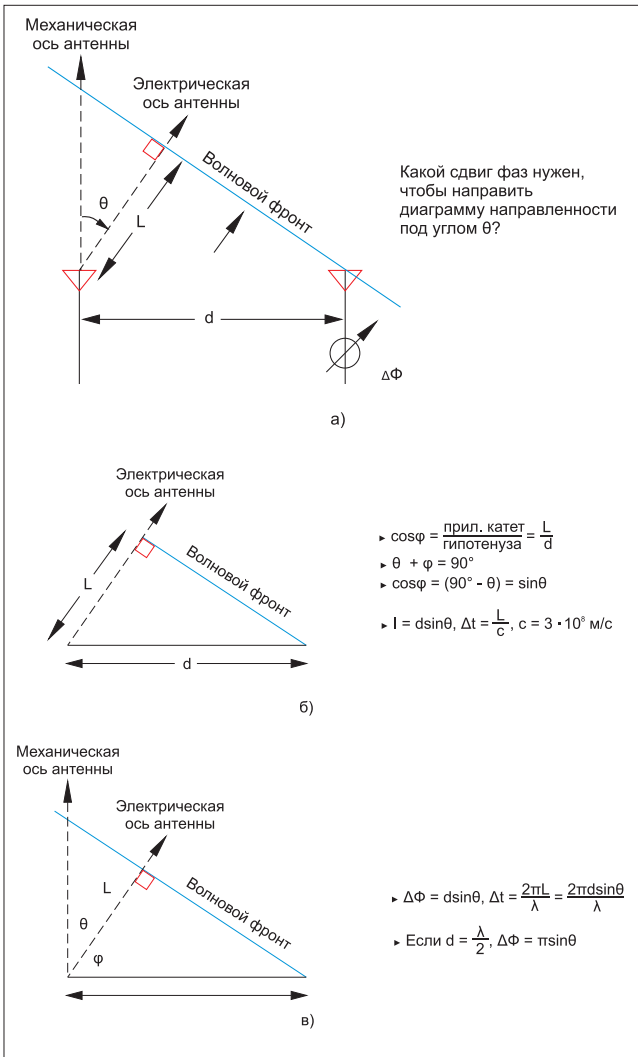 Механическая
ось антенны
Электрическая
ось антенны
Волновой фронт
θ
L
d
ΔΦ
Какой сдвиг фаз нужен,
чтобы направить
диаграмму направленности
под углом θ?
а)
Электрическая
ось антенны
Волновой фронт
L
d
▸ cosφ = прил. катет / гипотенуза = L / d
▸ θ + φ = 90°
▸ cosφ = (90° - θ) = sinθ
▸ l = dsinθ, Δt = L / c, c = 3 · 10⁸ м/с
б)
Механическая
ось антенны
Электрическая
ось антенны
L
Волновой фронт
θ
φ
▸ ΔΦ = dsinθ, Δt = 2πL / λ = 2πdsinθ / λ
▸ Если d = λ / 2, ΔΦ = πsinθ
в)